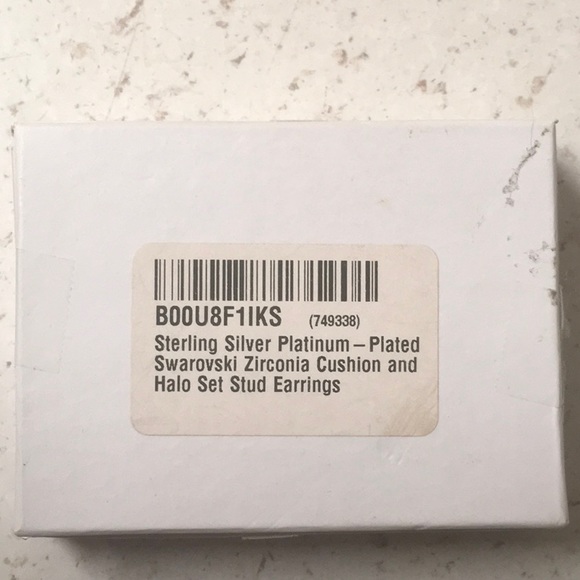 B00U8F1IKS (749338)
Sterling Silver Platinum—Plated
Swarovski Zirconia Cushion and
Halo Set Stud Earrings